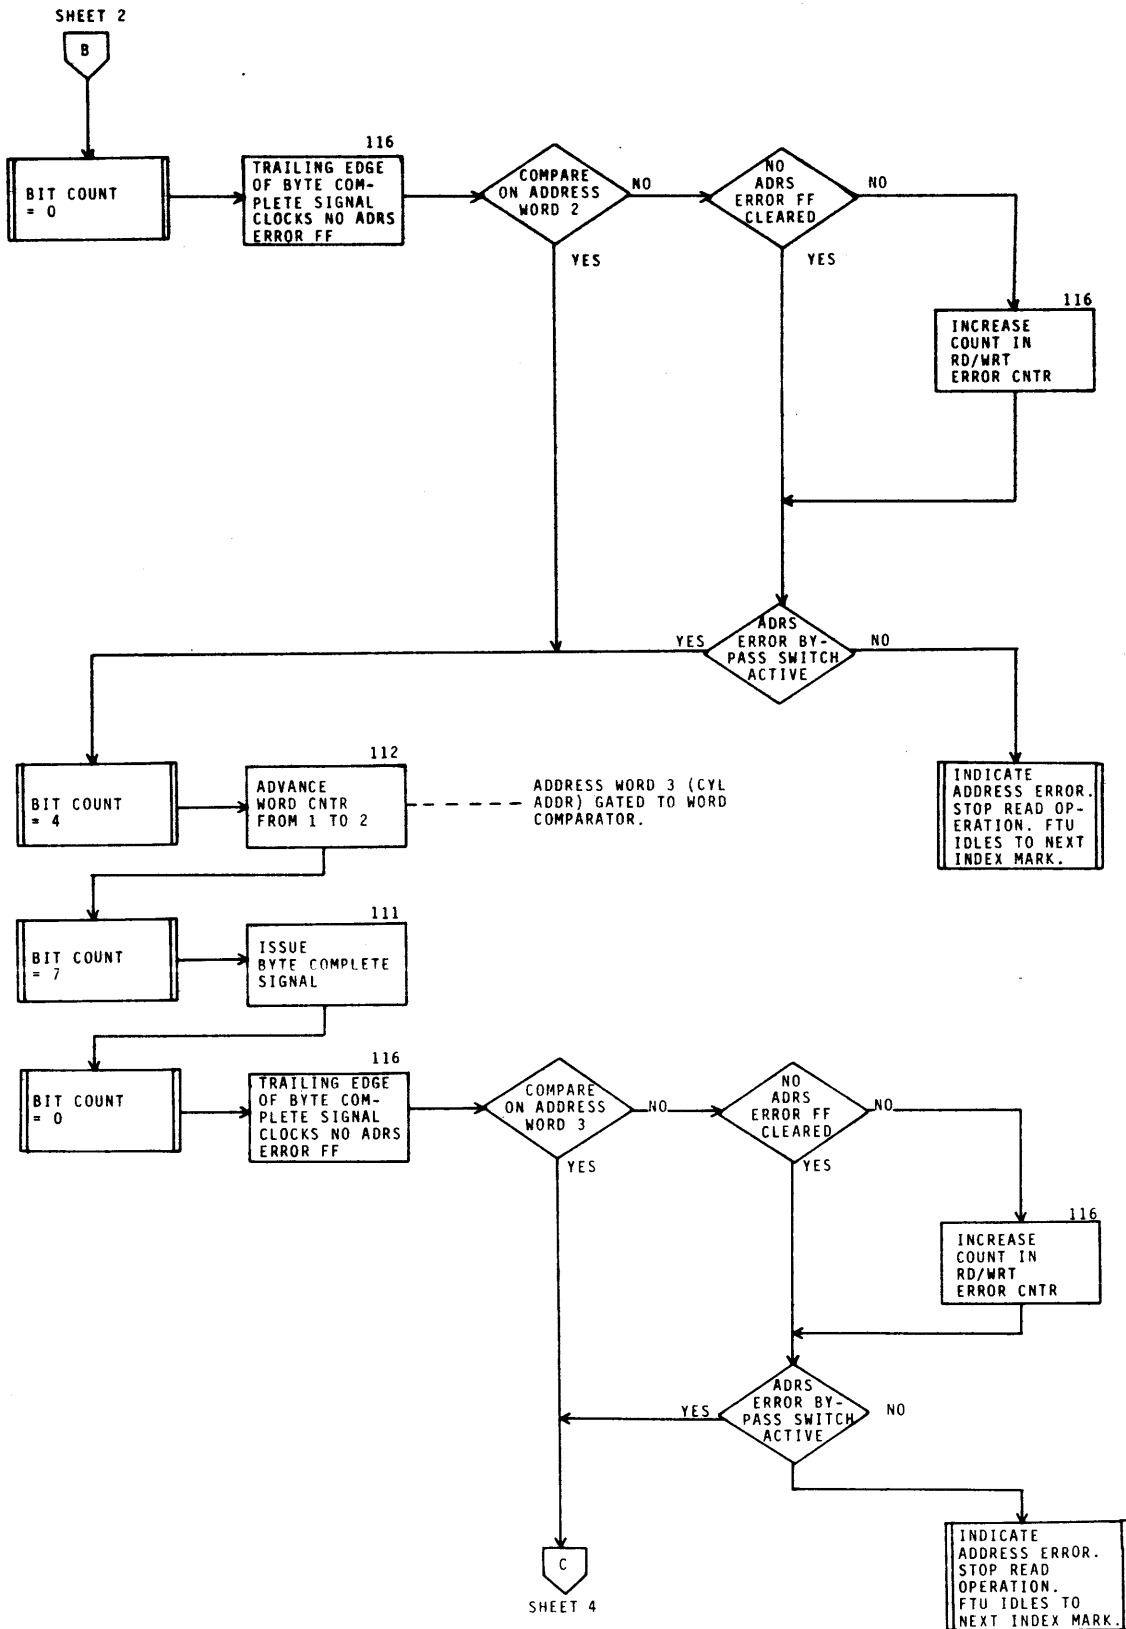 SHEET 2
B
BIT COUNT
= 0
116
TRAILING EDGE
OF BYTE COM-
PLETE SIGNAL
CLOCKS NO ADRS
ERROR FF
COMPARE
ON ADDRESS
WORD 2
NO
YES
NO
ADRS
ERROR FF
CLEARED
NO
YES
116
INCREASE
COUNT IN
RD/WRT
ERROR CNTR
ADRS
ERROR BY-
PASS SWITCH
ACTIVE
YES
NO
INDICATE
ADDRESS ERROR.
STOP READ OP-
ERATION. FTU
IDLES TO NEXT
INDEX MARK.
BIT COUNT
= 4
112
ADVANCE
WORD CNTR
FROM 1 TO 2
ADDRESS WORD 3 (CYL
ADDR) GATED TO WORD
COMPARATOR.
BIT COUNT
= 7
111
ISSUE
BYTE COMPLETE
SIGNAL
BIT COUNT
= 0
116
TRAILING EDGE
OF BYTE COM-
PLETE SIGNAL
CLOCKS NO ADRS
ERROR FF
COMPARE
ON ADDRESS
WORD 3
NO
YES
NO
ADRS
ERROR FF
CLEARED
NO
YES
116
INCREASE
COUNT IN
RD/WRT
ERROR CNTR
ADRS
ERROR BY-
PASS SWITCH
ACTIVE
YES
NO
INDICATE
ADDRESS ERROR.
STOP READ
OPERATION.
FTU IDLES TO
NEXT INDEX MARK.
C
SHEET 4